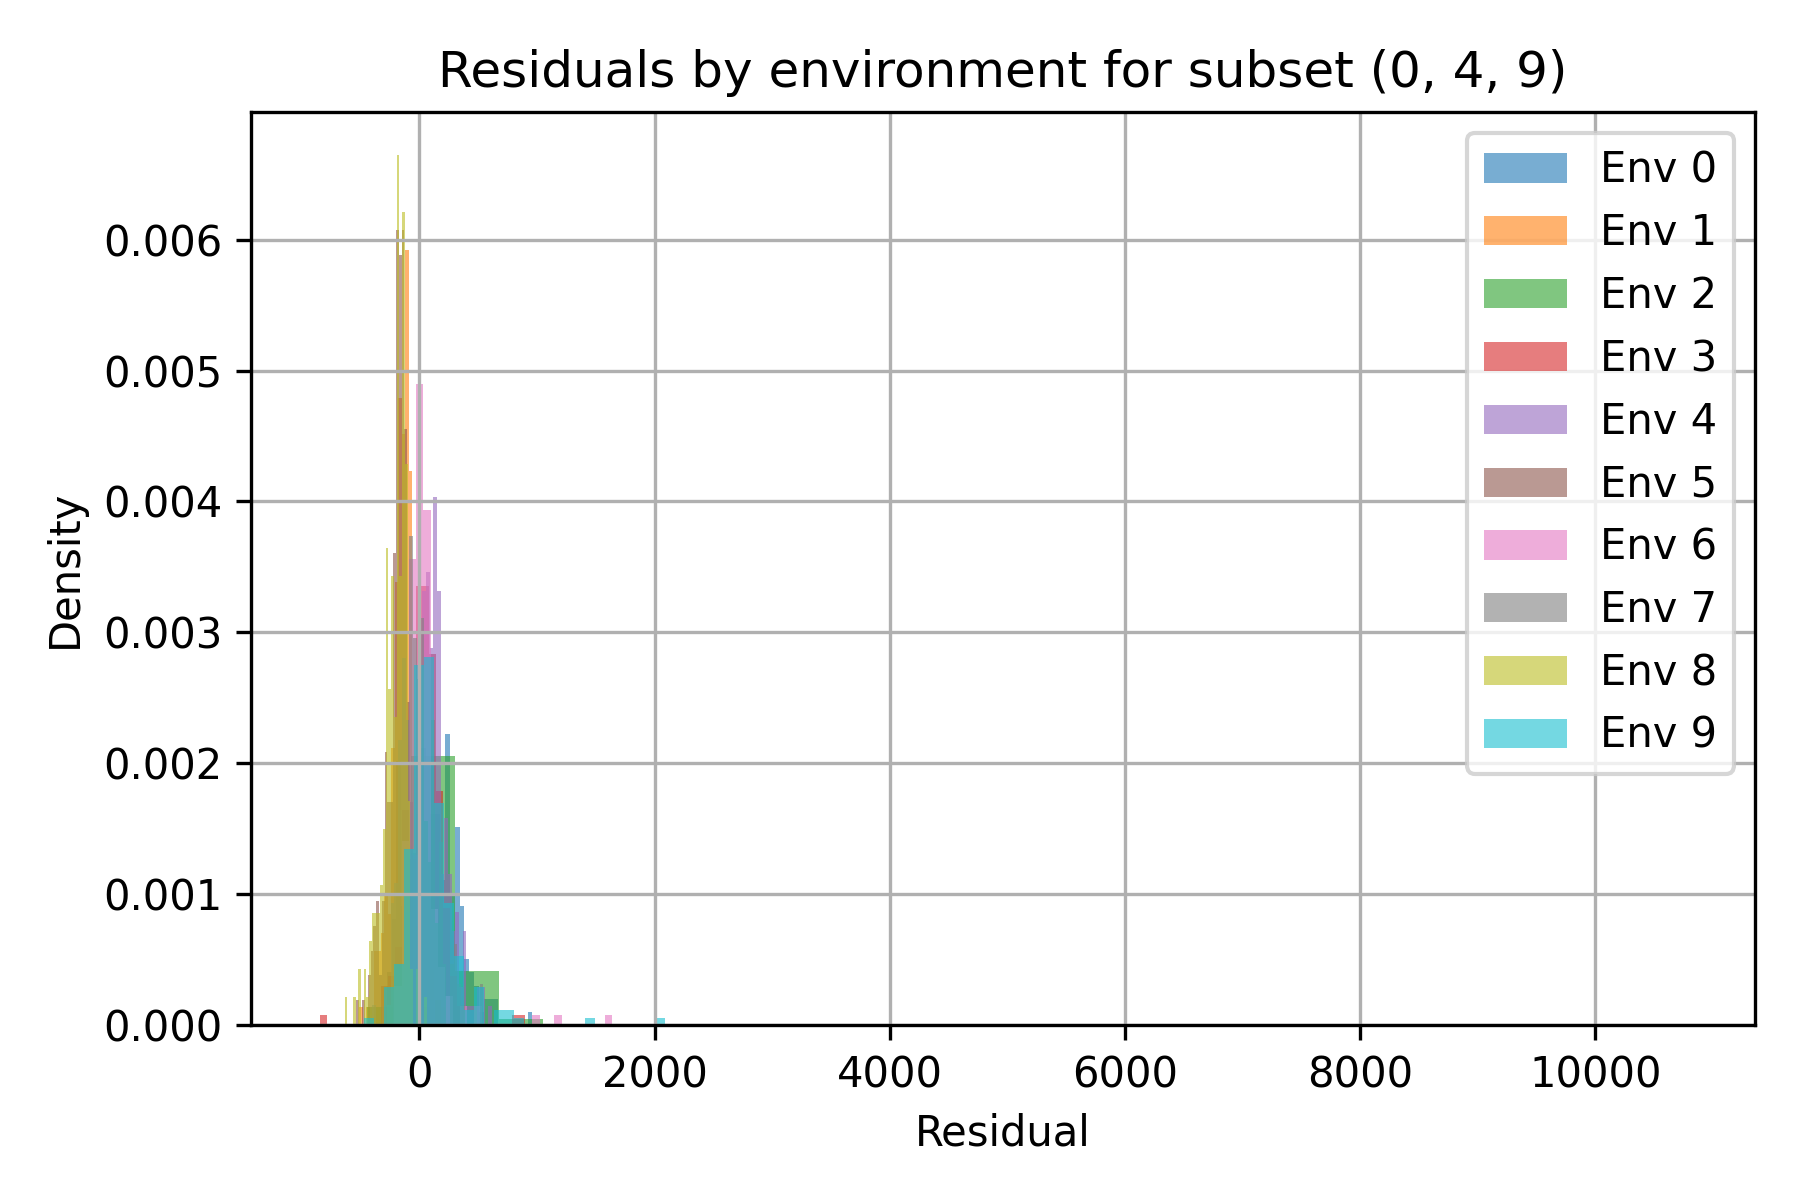 Residuals by environment for subset (0, 4, 9)
Density
0.006
0.005
0.004
0.003
0.002
0.001
0.000
0 2000 4000 6000 8000 10000
Residual
Env 0
Env 1
Env 2
Env 3
Env 4
Env 5
Env 6
Env 7
Env 8
Env 9